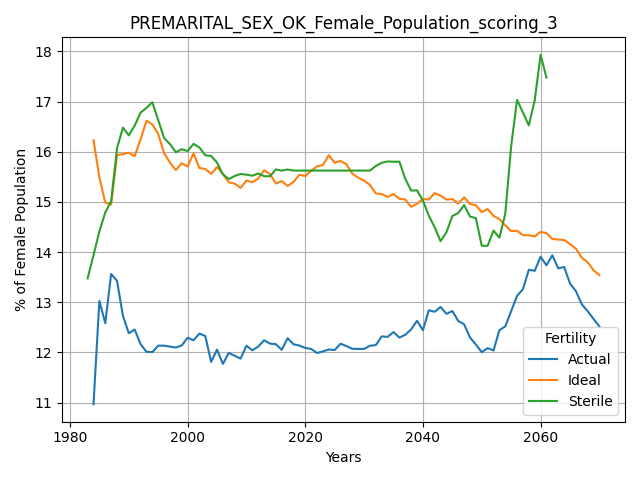 PREMARITAL_SEX_OK_Female_Population_scoring_3
% of Female Population
18
17
16
15
14
13
12
11
1980
2000
2020
2040
2060
Years
Fertility
Actual
Ideal
Sterile